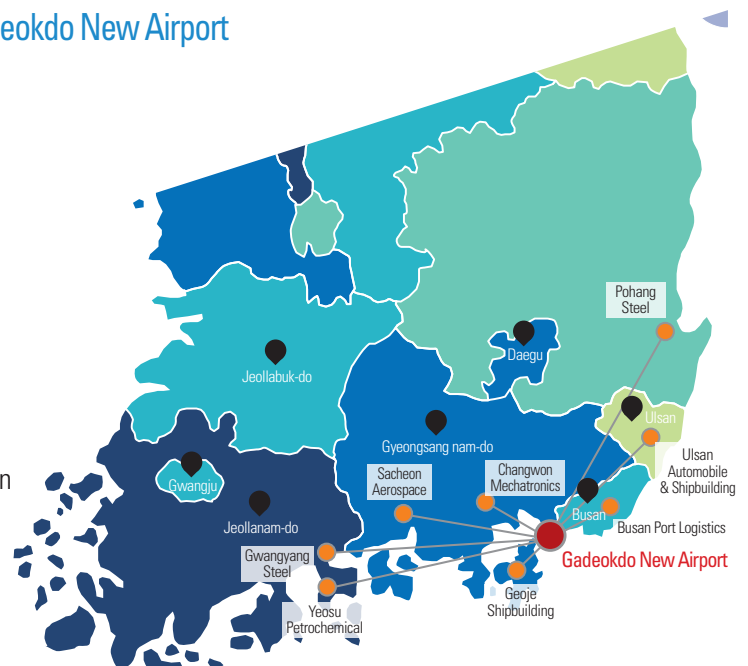 eokdo New Airport
Pohang
Steel
Daegu
Jeollabuk-do
Ulsan
Gyeongsang nam-do
Ulsan
Automobile
& Shipbuilding
Sacheon
Aerospace
Changwon
Mechatronics
n
Gwangju
Busan
Busan Port Logistics
Jeollanam-do
Gwangyang
Steel
Gadeokdo New Airport
Geoje
Shipbuilding
Yeosu
Petrochemical